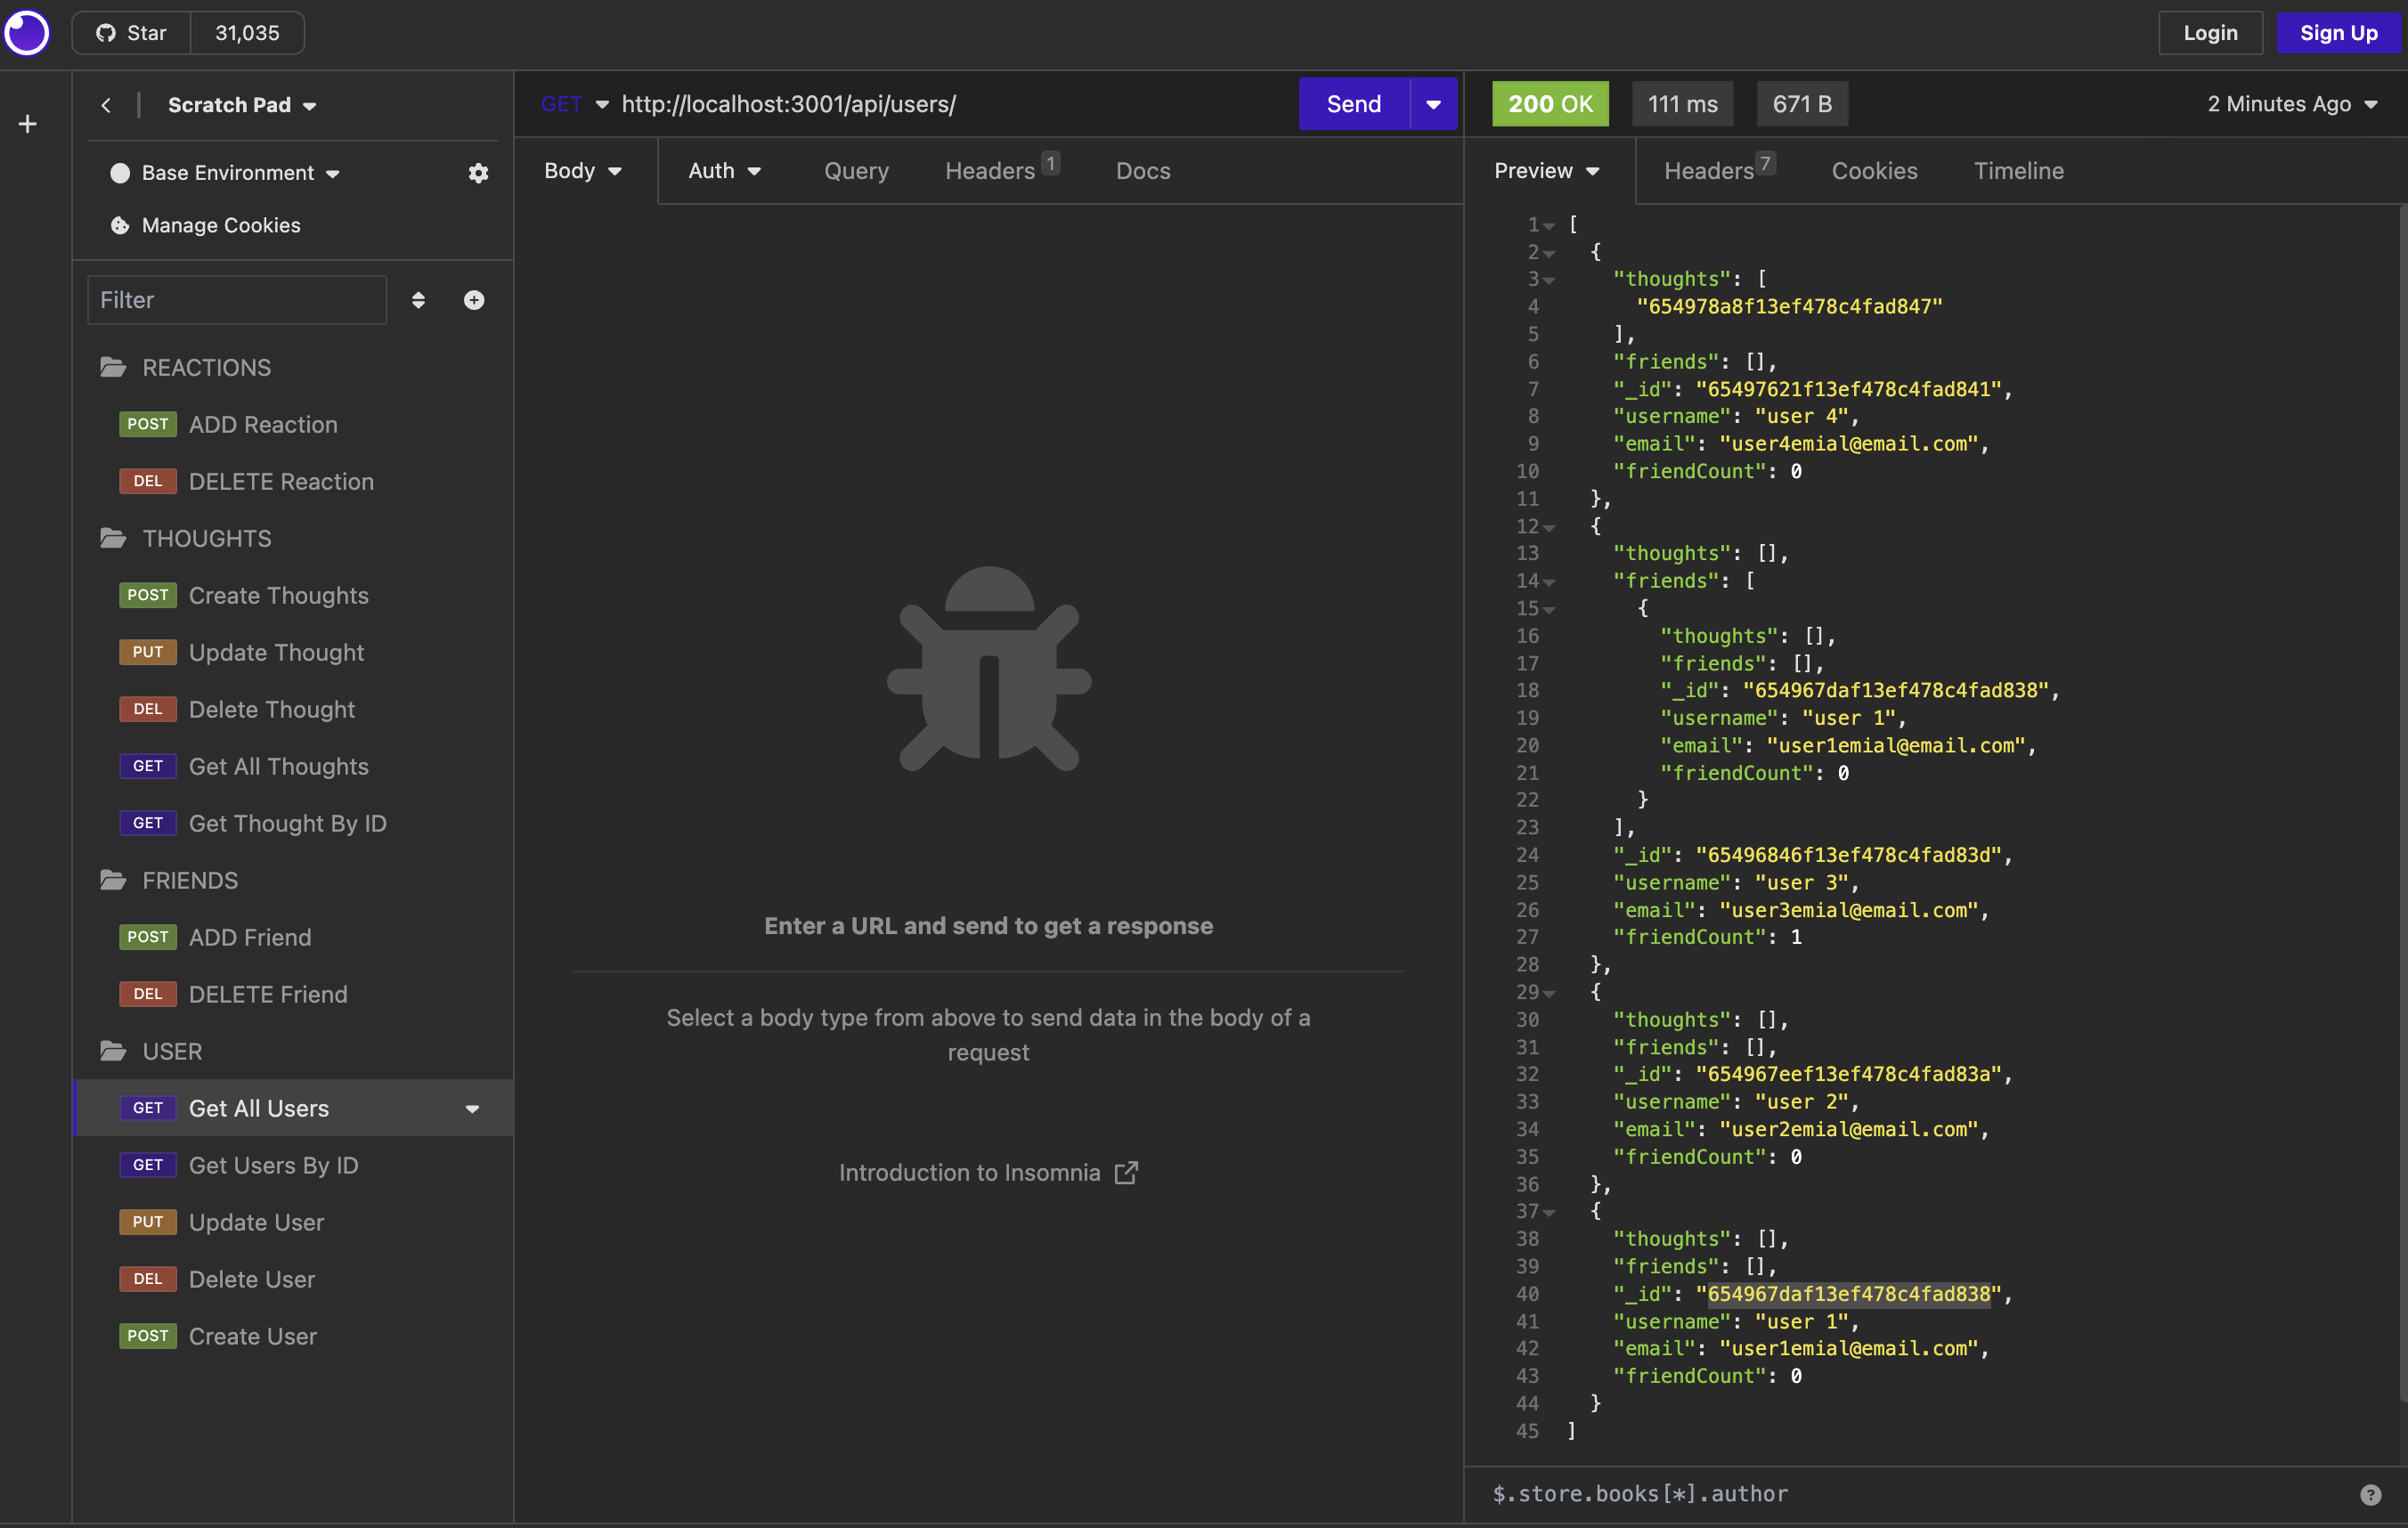 Star 31,035
Login Sign Up
Scratch Pad
Base Environment
Manage Cookies
Filter
REACTIONS
POST ADD Reaction
DEL DELETE Reaction
THOUGHTS
POST Create Thoughts
PUT Update Thought
DEL Delete Thought
GET Get All Thoughts
GET Get Thought By ID
FRIENDS
POST ADD Friend
DEL DELETE Friend
USER
GET Get All Users
GET Get Users By ID
PUT Update User
DEL Delete User
POST Create User
GET http://localhost:3001/api/users/ Send
Body Auth Query Headers 1 Docs
Enter a URL and send to get a response
Select a body type from above to send data in the body of a
request
Introduction to Insomnia
200 OK 111 ms 671 B 2 Minutes Ago
Preview Headers 7 Cookies Timeline
1 [
2 {
3 "thoughts": [
4 "654978a8f13ef478c4fad847"
5 ],
6 "friends": [],
7 "_id": "65497621f13ef478c4fad841",
8 "username": "user 4",
9 "email": "user4emial@email.com",
10 "friendCount": 0
11 },
12 {
13 "thoughts": [],
14 "friends": [
15 {
16 "thoughts": [],
17 "friends": [],
18 "_id": "654967daf13ef478c4fad838",
19 "username": "user 1",
20 "email": "user1emial@email.com",
21 "friendCount": 0
22 }
23 ],
24 "_id": "65496846f13ef478c4fad83d",
25 "username": "user 3",
26 "email": "user3emial@email.com",
27 "friendCount": 1
28 },
29 {
30 "thoughts": [],
31 "friends": [],
32 "_id": "654967eef13ef478c4fad83a",
33 "username": "user 2",
34 "email": "user2emial@email.com",
35 "friendCount": 0
36 },
37 {
38 "thoughts": [],
39 "friends": [],
40 "_id": "654967daf13ef478c4fad838",
41 "username": "user 1",
42 "email": "user1emial@email.com",
43 "friendCount": 0
44 }
45 ]
$.store.books[*].author